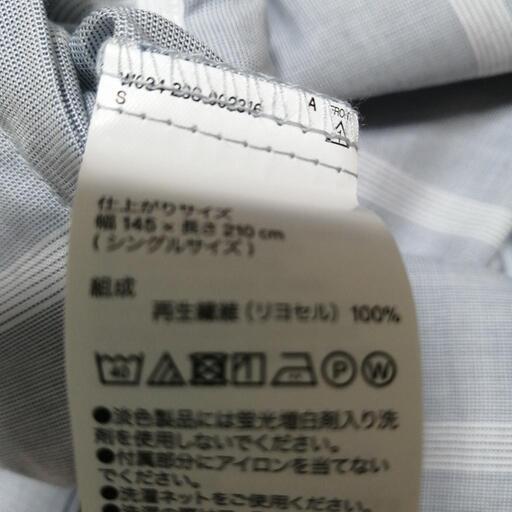 S A
仕上がりサイズ
幅 145 × 長さ 210 cm
( シングルサイズ )
組成
再生繊維 (リヨセル) 100%
40 P W
●淡色製品には蛍光増白剤入り洗
剤を使用しないでください。
●付属部分にアイロンを当てない
でください。
●洗濯ネットをご使用ください。